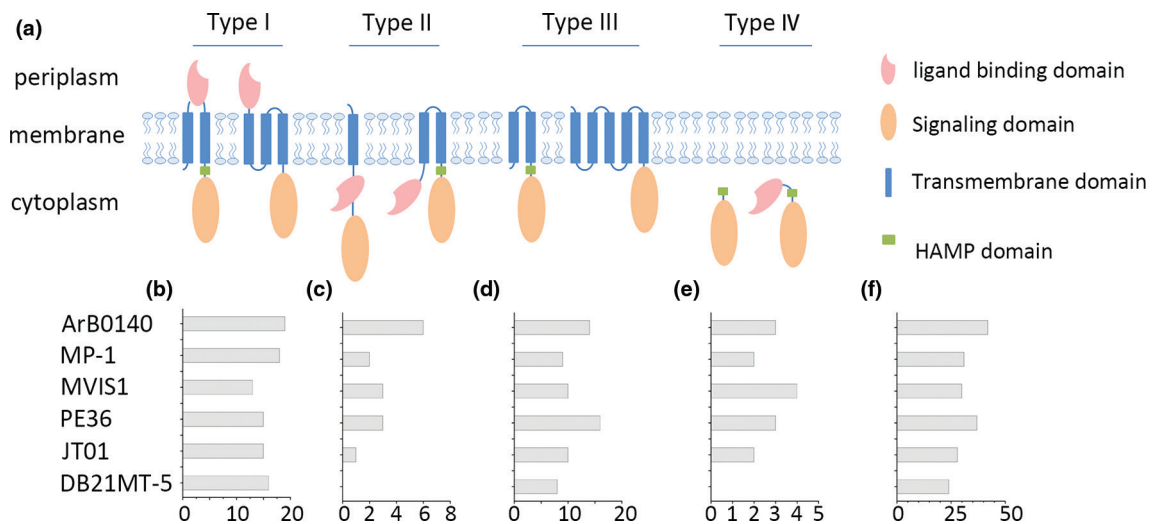 (a)
Type I
Type II
Type III
Type IV
periplasm
membrane
cytoplasm
ligand binding domain
Signaling domain
Transmembrane domain
HAMP domain
(b)
(c)
(d)
(e)
(f)
ArB0140
MP-1
MVIS1
PE36
JT01
DB21MT-5
0 10 20
0 2 4 6 8
0 10 20
0 1 2 3 4 5
0 25 50